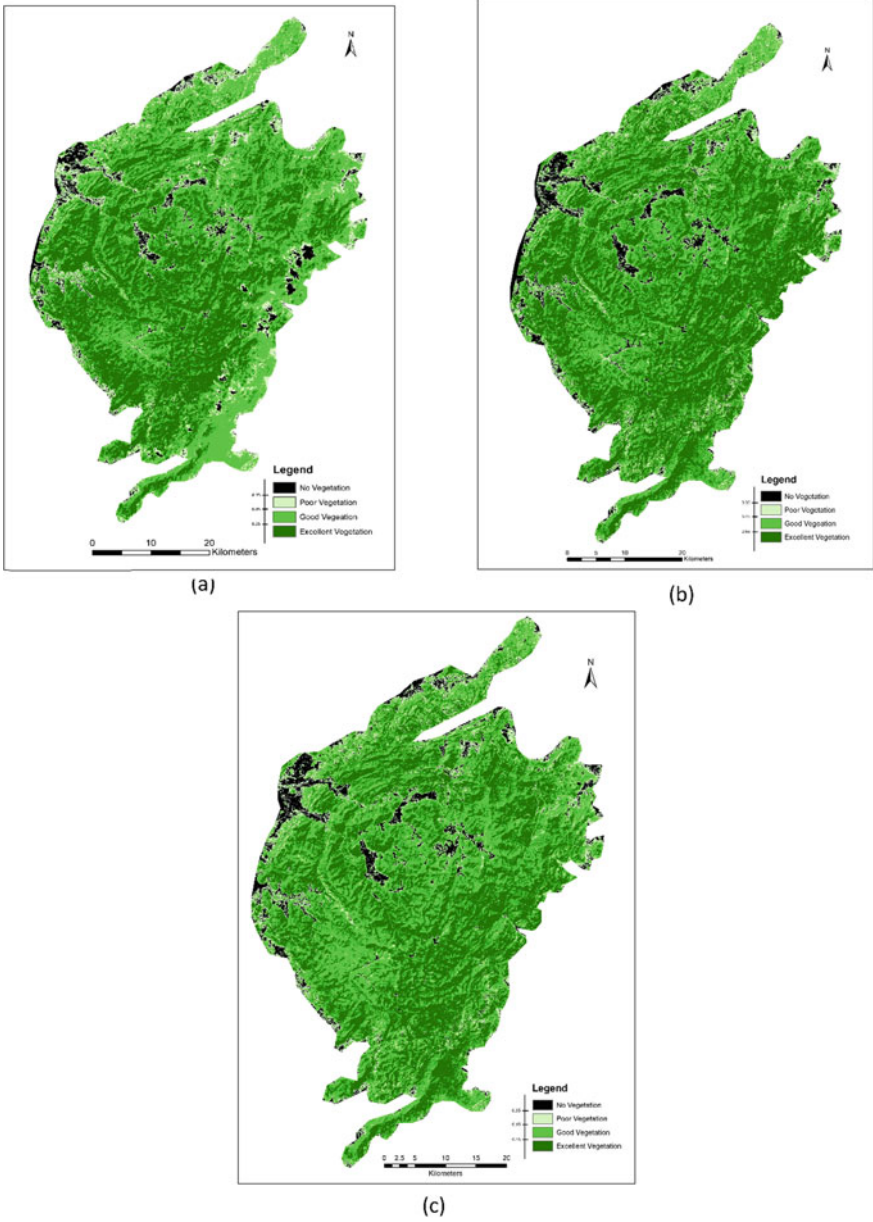 N
Legend
No Vegetation
Poor Vegetation
Good Vegeation
Excellent Vegetation
0 10 20
Kilometers
(a)
N
Legend
No Vegetation
Poor Vegetation
Good Vegeation
Excellent Vegetation
0 5 10 20
Kilometers
(b)
N
Legend
No Vegetation
Poor Vegetation
Good Vegetation
Excellent Vegetation
0 2.5 5 10 15 20
Kilometers
(c)